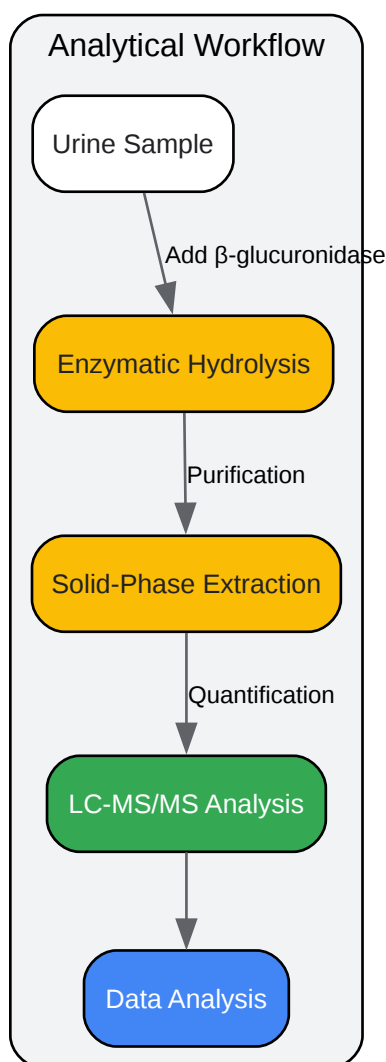 Analytical Workflow
Urine Sample
Add β-glucuronidase
Enzymatic Hydrolysis
Purification
Solid-Phase Extraction
Quantification
LC-MS/MS Analysis
Data Analysis